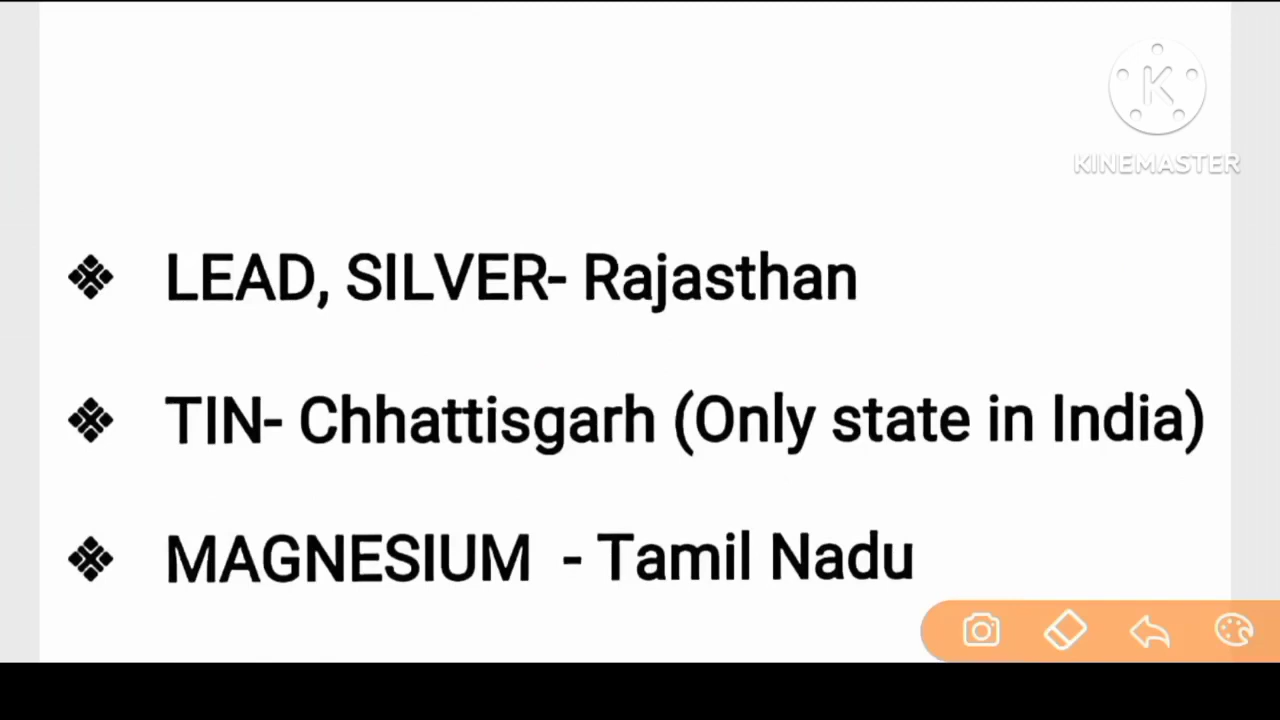 K
KINEMASTER
LEAD, SILVER- Rajasthan
TIN- Chhattisgarh (Only state in India)
MAGNESIUM - Tamil Nadu